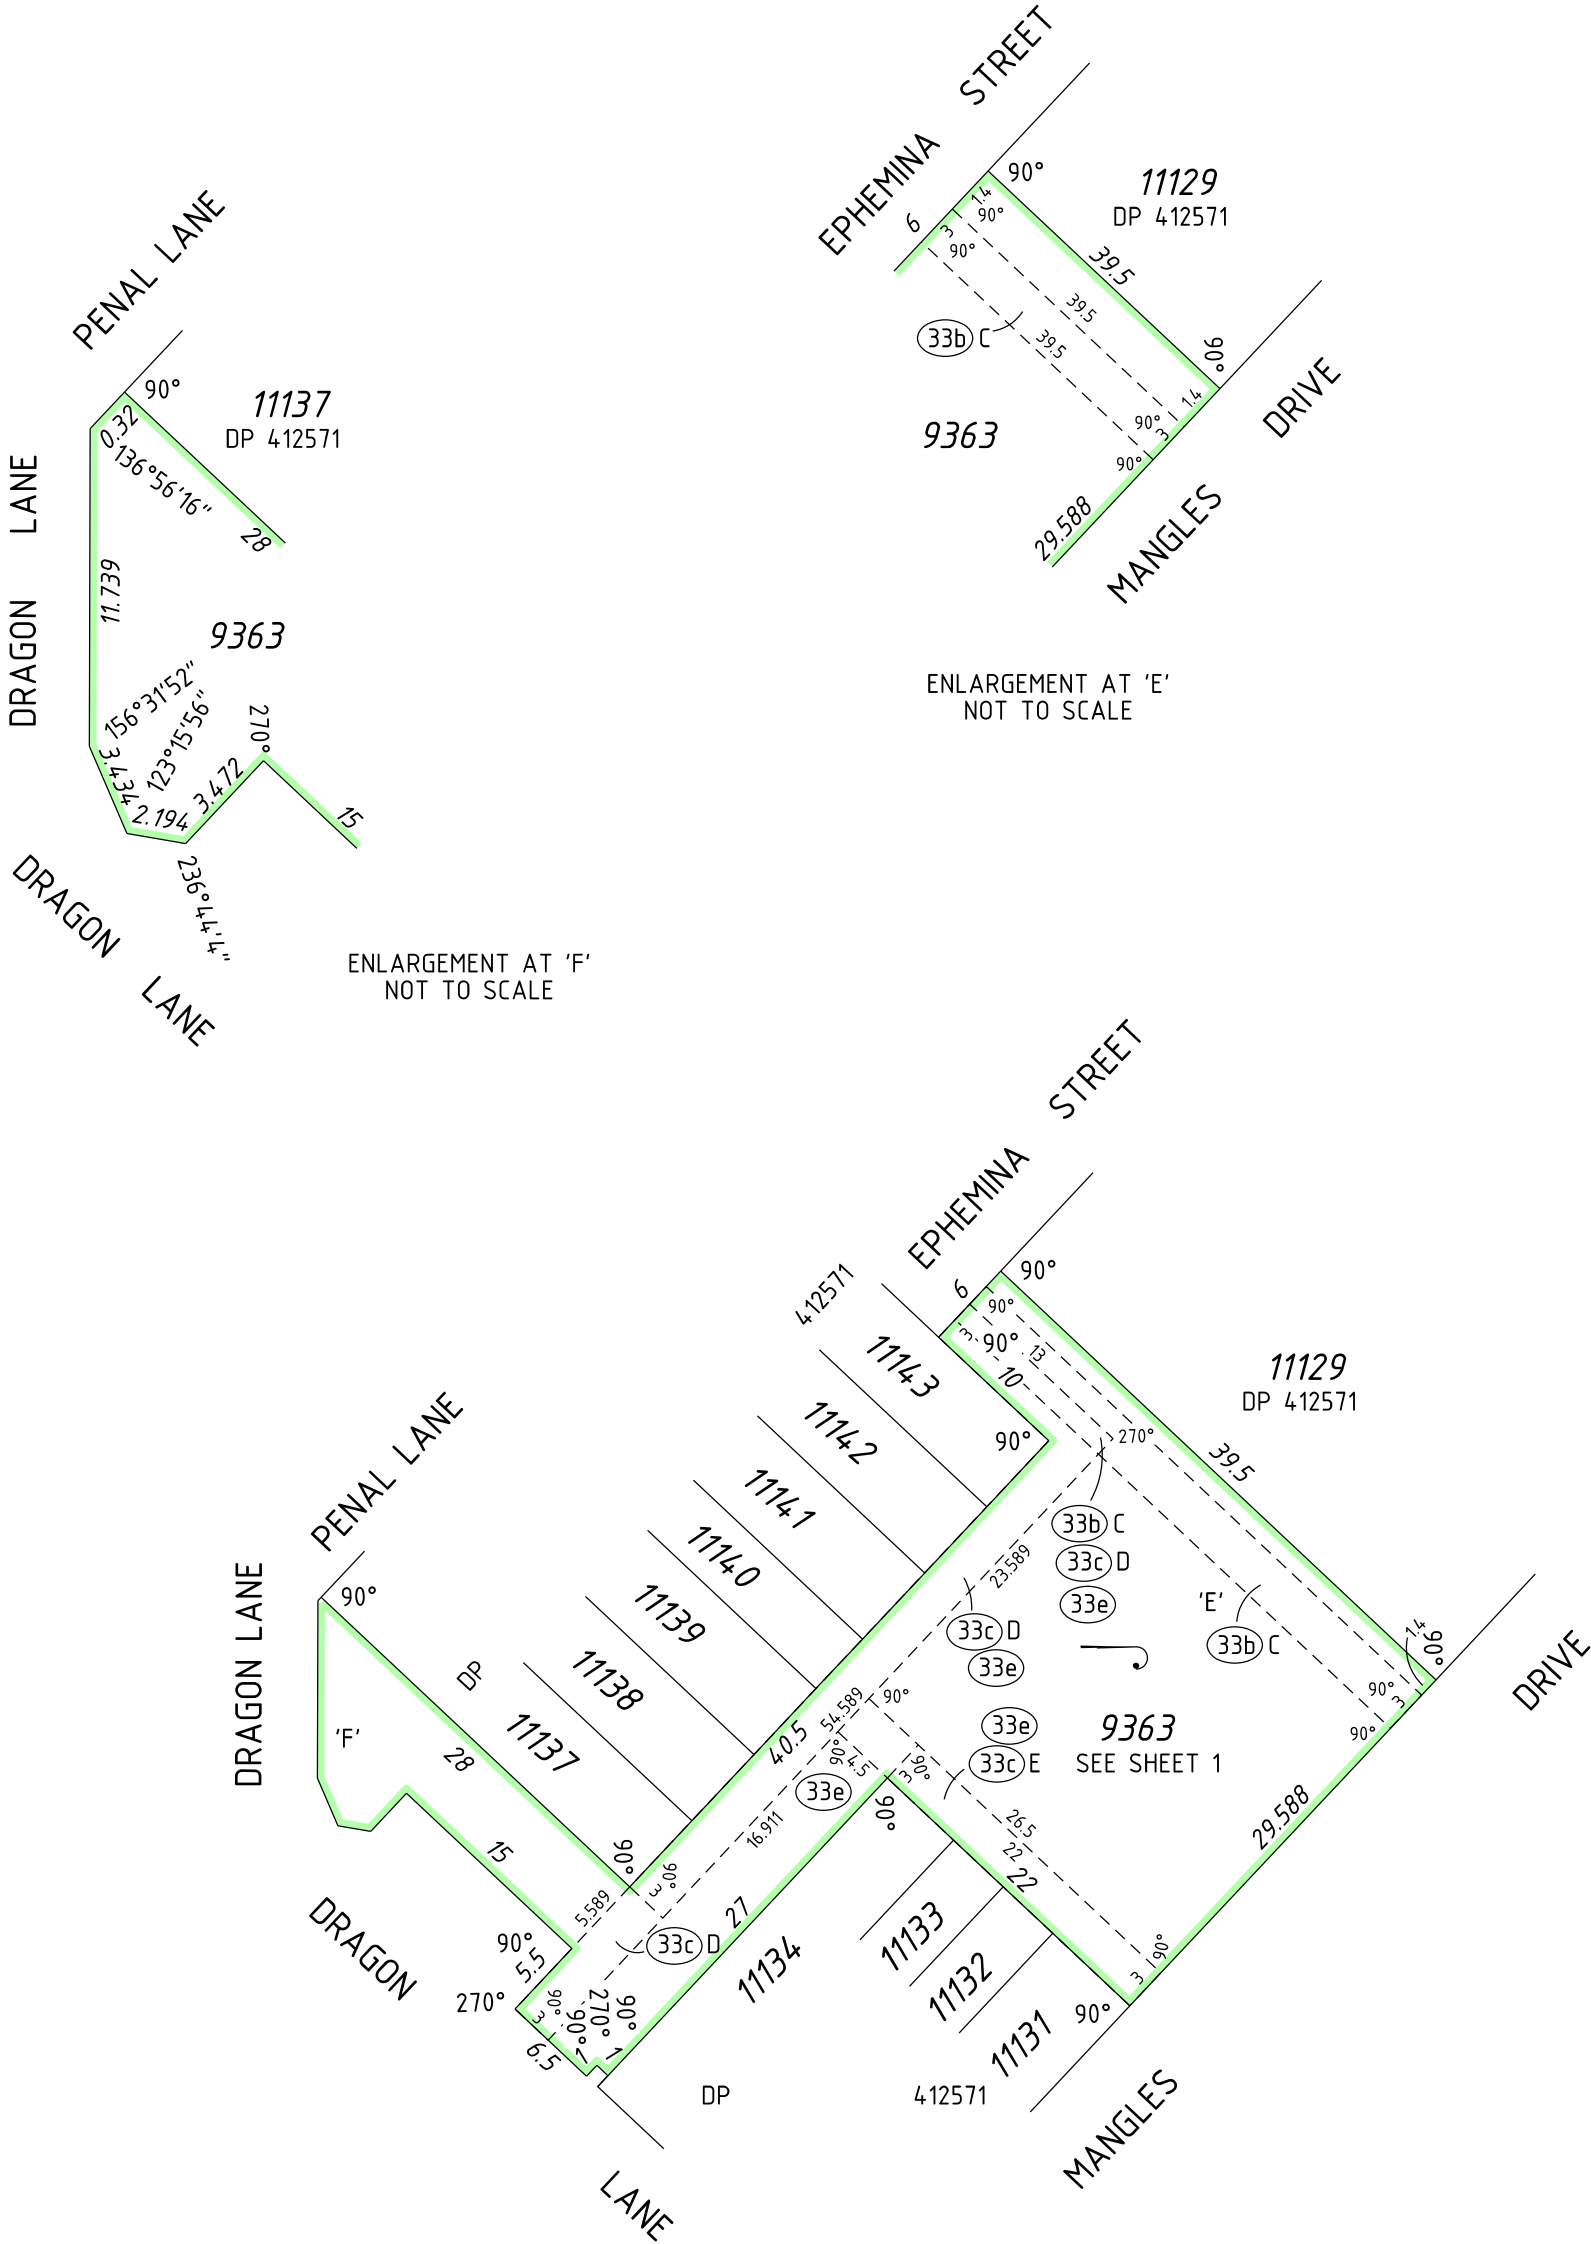 EPHEMINA STREET
90°
11129
DP 412571
6
1.4
90°
3
90°
39.5
39.5
39.5
33b C
90°
1.4
90°
3
90°
9363
29.588
MANGLES DRIVE
ENLARGEMENT AT 'E'
NOT TO SCALE
PENAL LANE
90°
11137
DP 412571
0.32
136°56'16"
28
DRAGON LANE
11.739
9363
156°31'52"
123°15'56"
270°
3.434
2.194
3.472
15
236°44'4"
DRAGON LANE
ENLARGEMENT AT 'F'
NOT TO SCALE
EPHEMINA STREET
412571
6
90°
90°
3
90°
13
10
11143
11129
DP 412571
11142
90°
270°
39.5
11141
33b C
33c D
33e
11140
23.589
'E'
33b C
1.4
90°
11139
33c D
33e
90°
3
90°
PENAL LANE
DRAGON LANE
90°
DP
11138
11137
'F'
28
40.5
54.589
90°
33e
33c E
9363
SEE SHEET 1
MANGLES DRIVE
90°
4.5
90°
3
33e
90°
16.911
26.5
22
22
29.588
15
90°
90°
3
5.589
27
33c D
11134
11133
11132
11131
90°
3
90°
DRAGON LANE
90°
5.5
270°
90°
3
90°
270°
90°
6.5
1
1
DP 412571